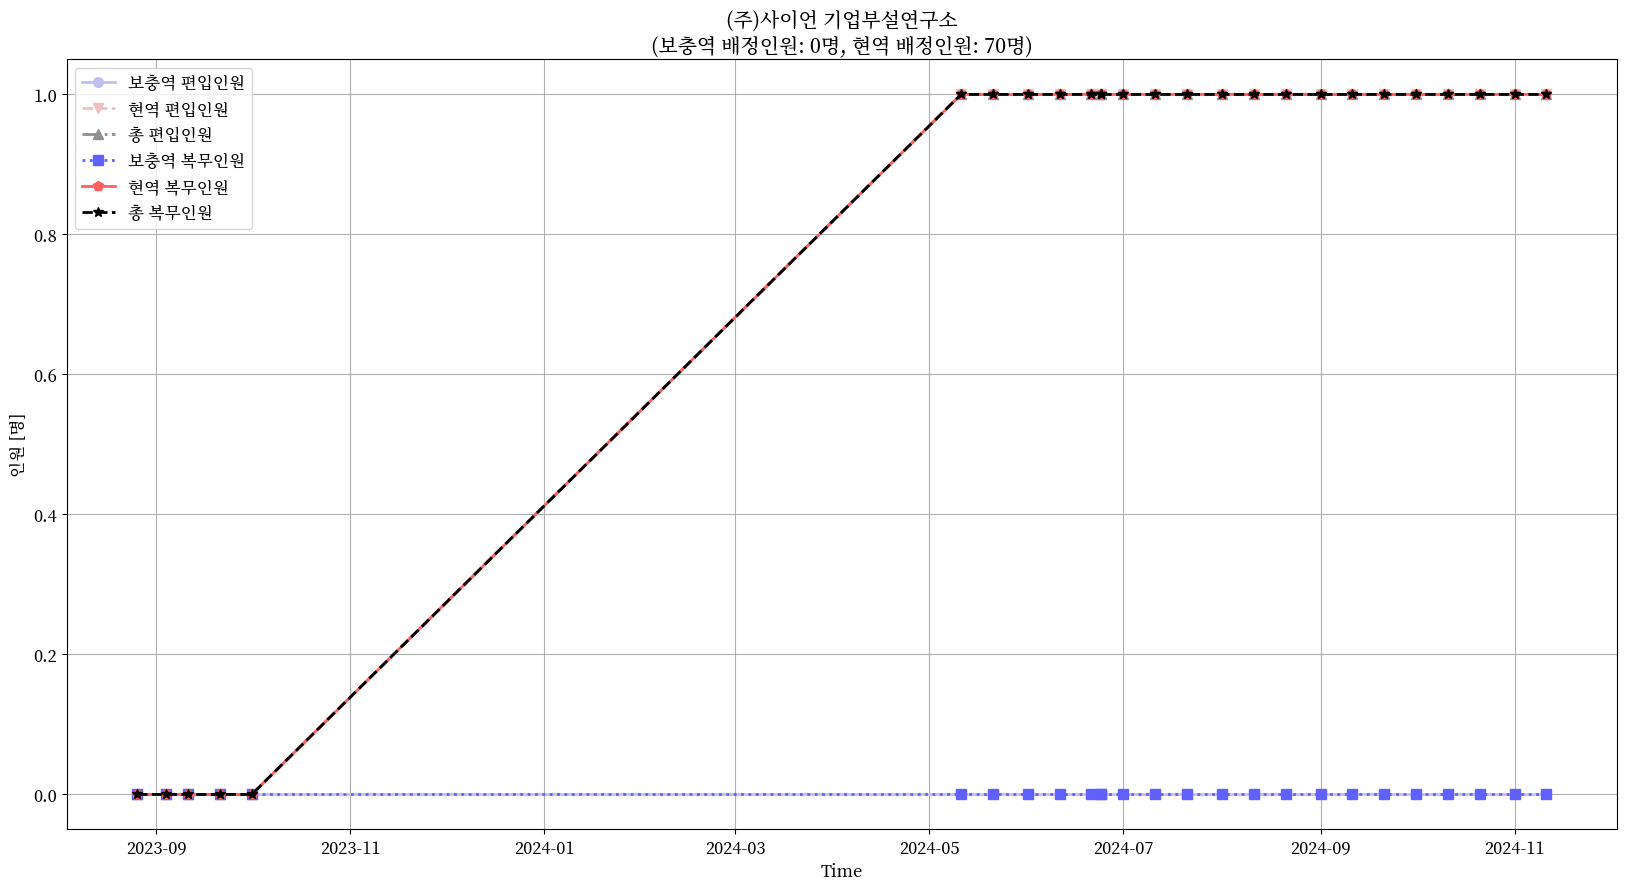 (주)사이언 기업부설연구소
(보충역 배정인원: 0명, 현역 배정인원: 70명)
보충역 편입인원
현역 편입인원
총 편입인원
보충역 복무인원
현역 복무인원
총 복무인원
1.0
0.8
0.6
0.4
0.2
0.0
인원 [명]
2023-09
2023-11
2024-01
2024-03
2024-05
2024-07
2024-09
2024-11
Time